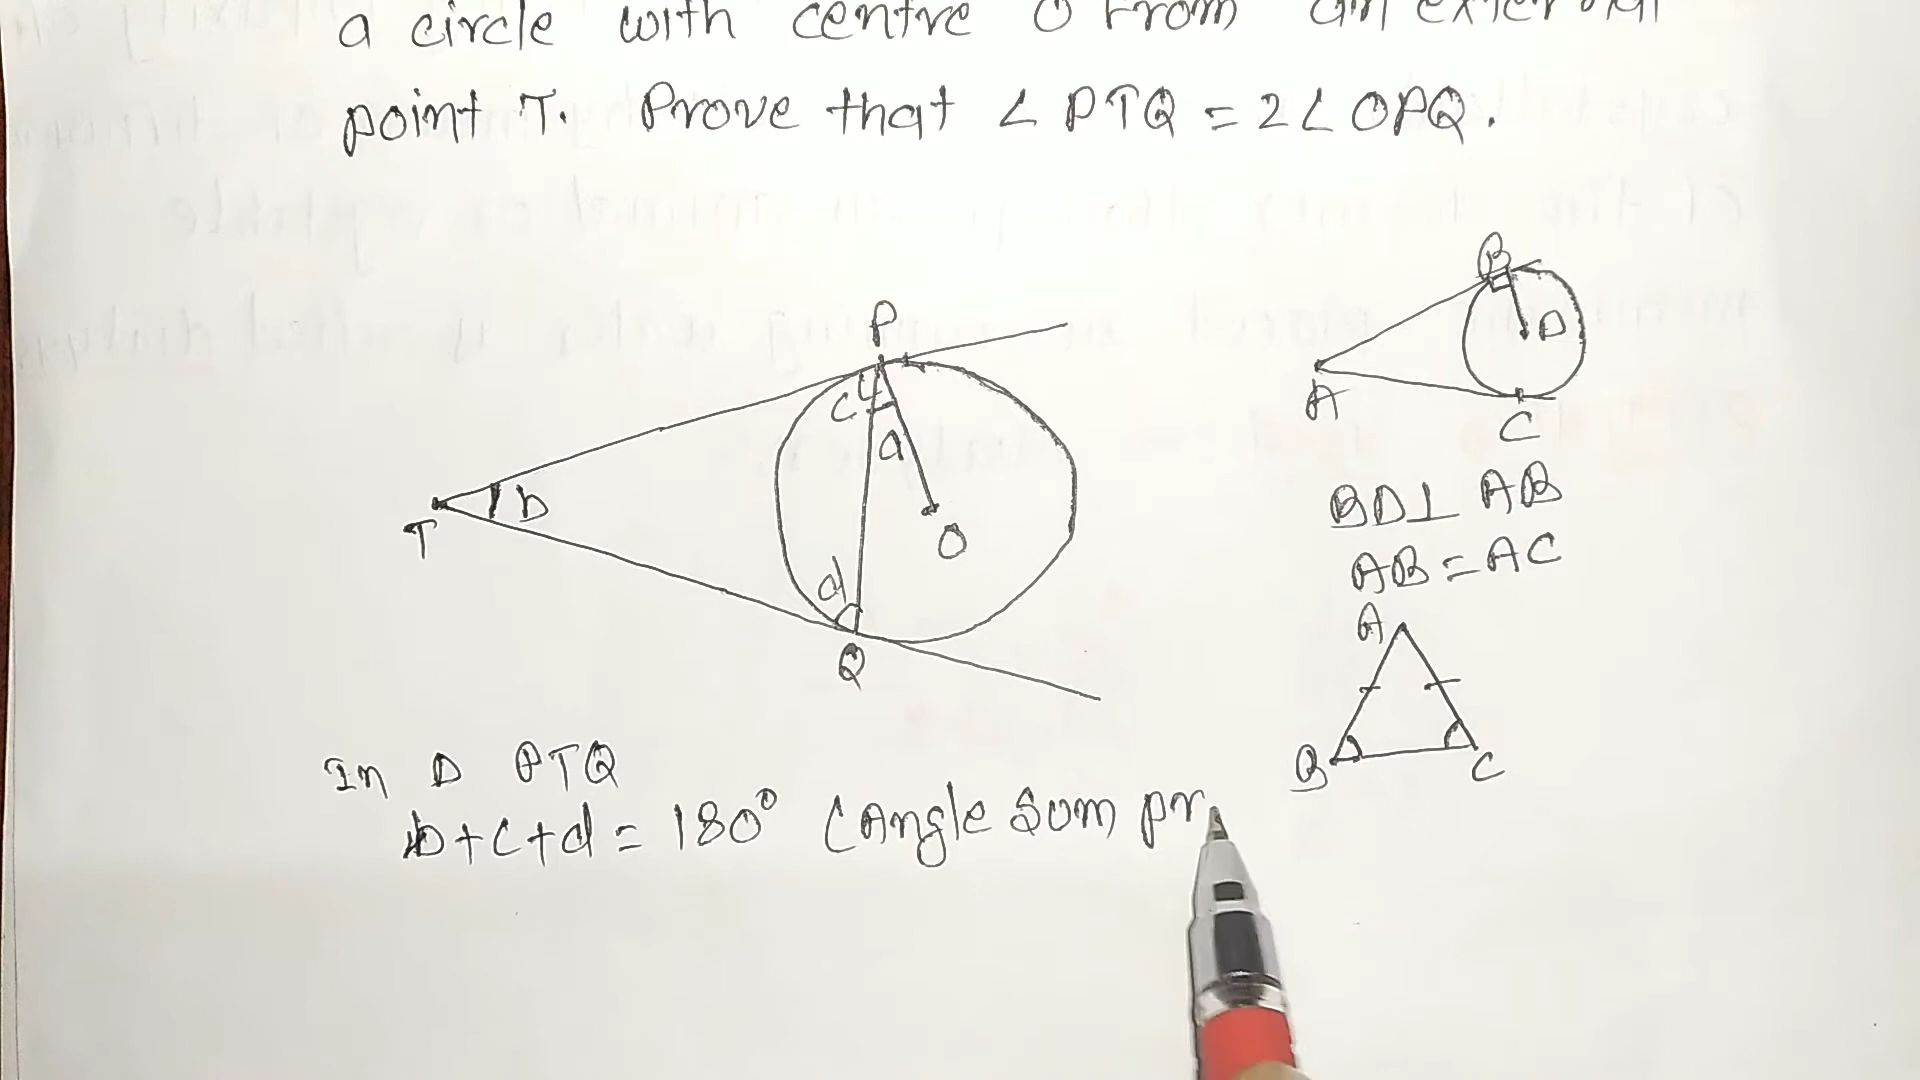 a circle with centre O From an external
point T. Prove that ∠ PTQ = 2∠ OPQ.
P
c
a
T
b
O
d
Q
B
D
A
C
BD⊥ AB
AB = AC
A
B
C
In Δ PTQ
b+c+d = 180° (Angle Sum pr